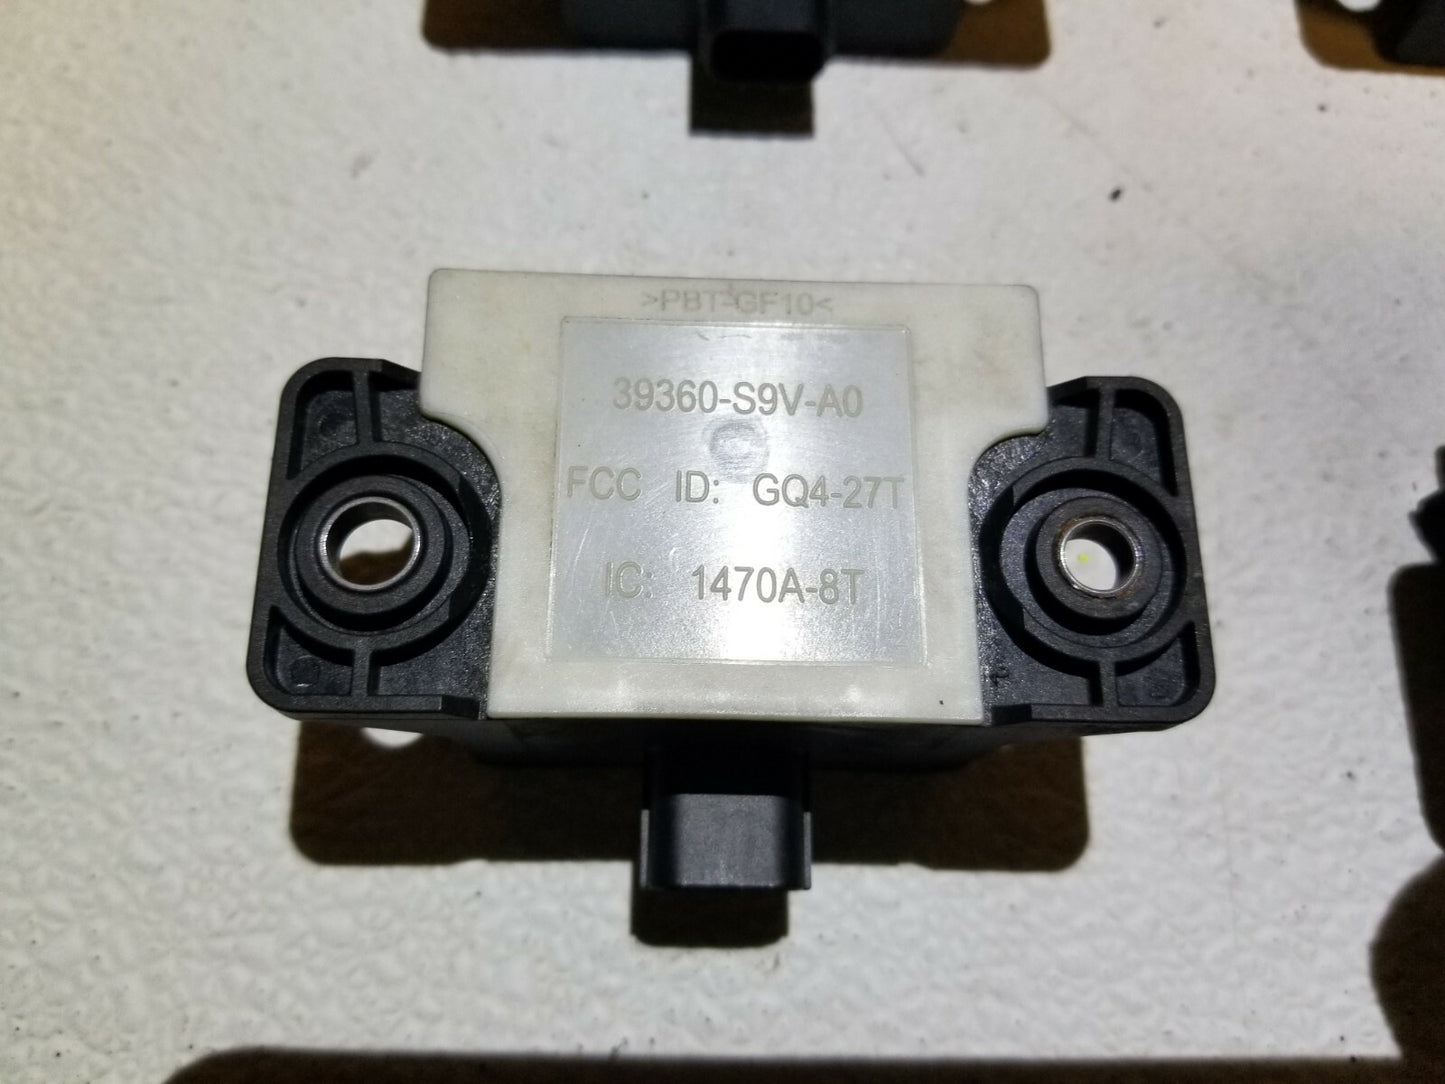 >PBT-GF10<
39360-S9V-A0
FCC ID: GQ4-27T
IC: 1470A-8T